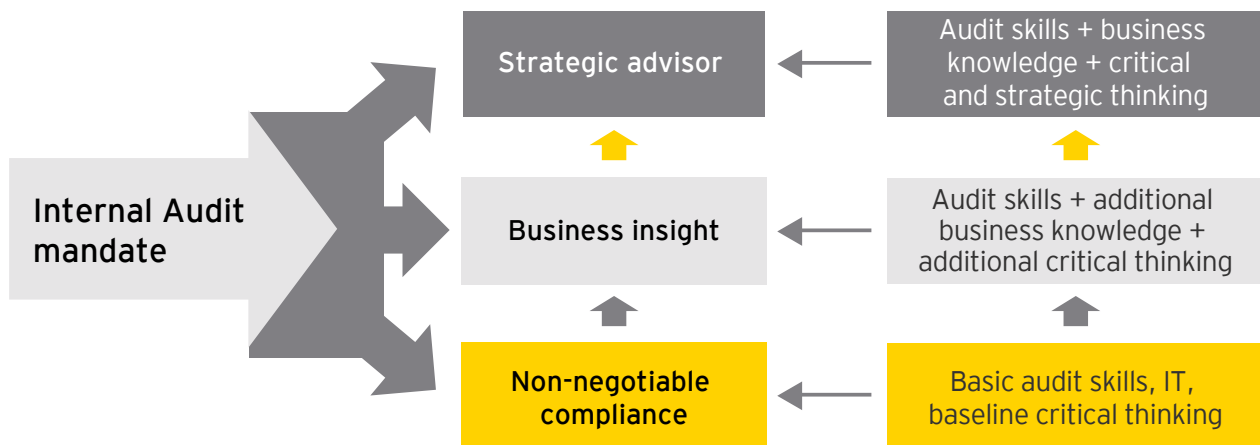 Internal Audit
mandate
Strategic advisor
Audit skills + business
knowledge + critical
and strategic thinking
Business insight
Audit skills + additional
business knowledge +
additional critical thinking
Non-negotiable
compliance
Basic audit skills, IT,
baseline critical thinking